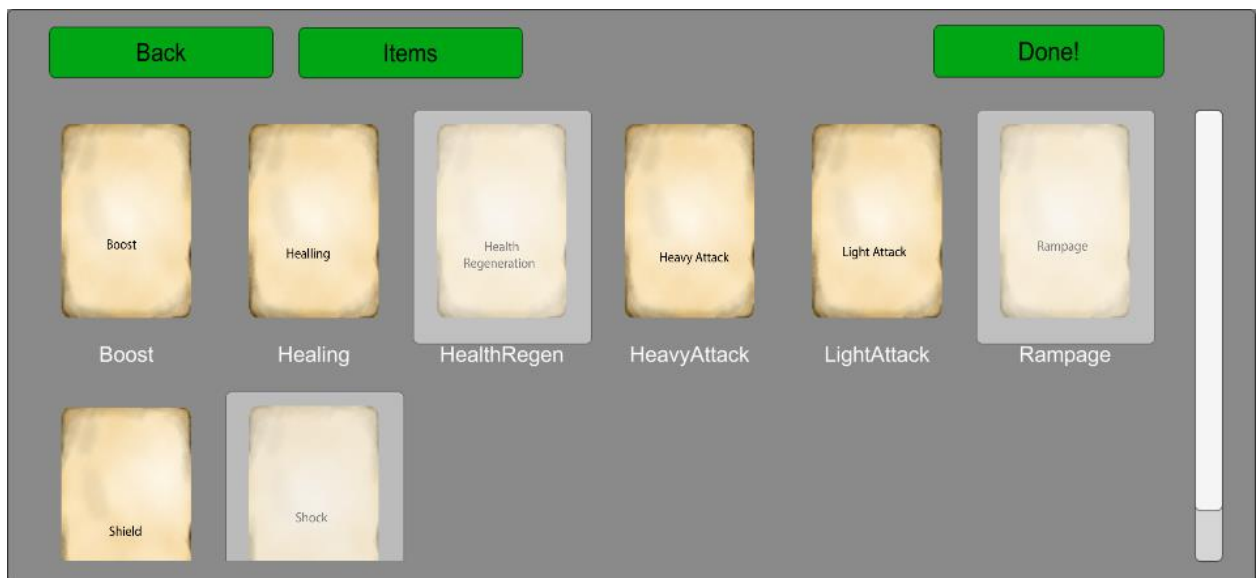 Back
Items
Done!
Boost
Healling
Health
Regeneration
Heavy Attack
Light Attack
Rampage
Boost
Healing
HealthRegen
HeavyAttack
LightAttack
Rampage
Shield
Shock